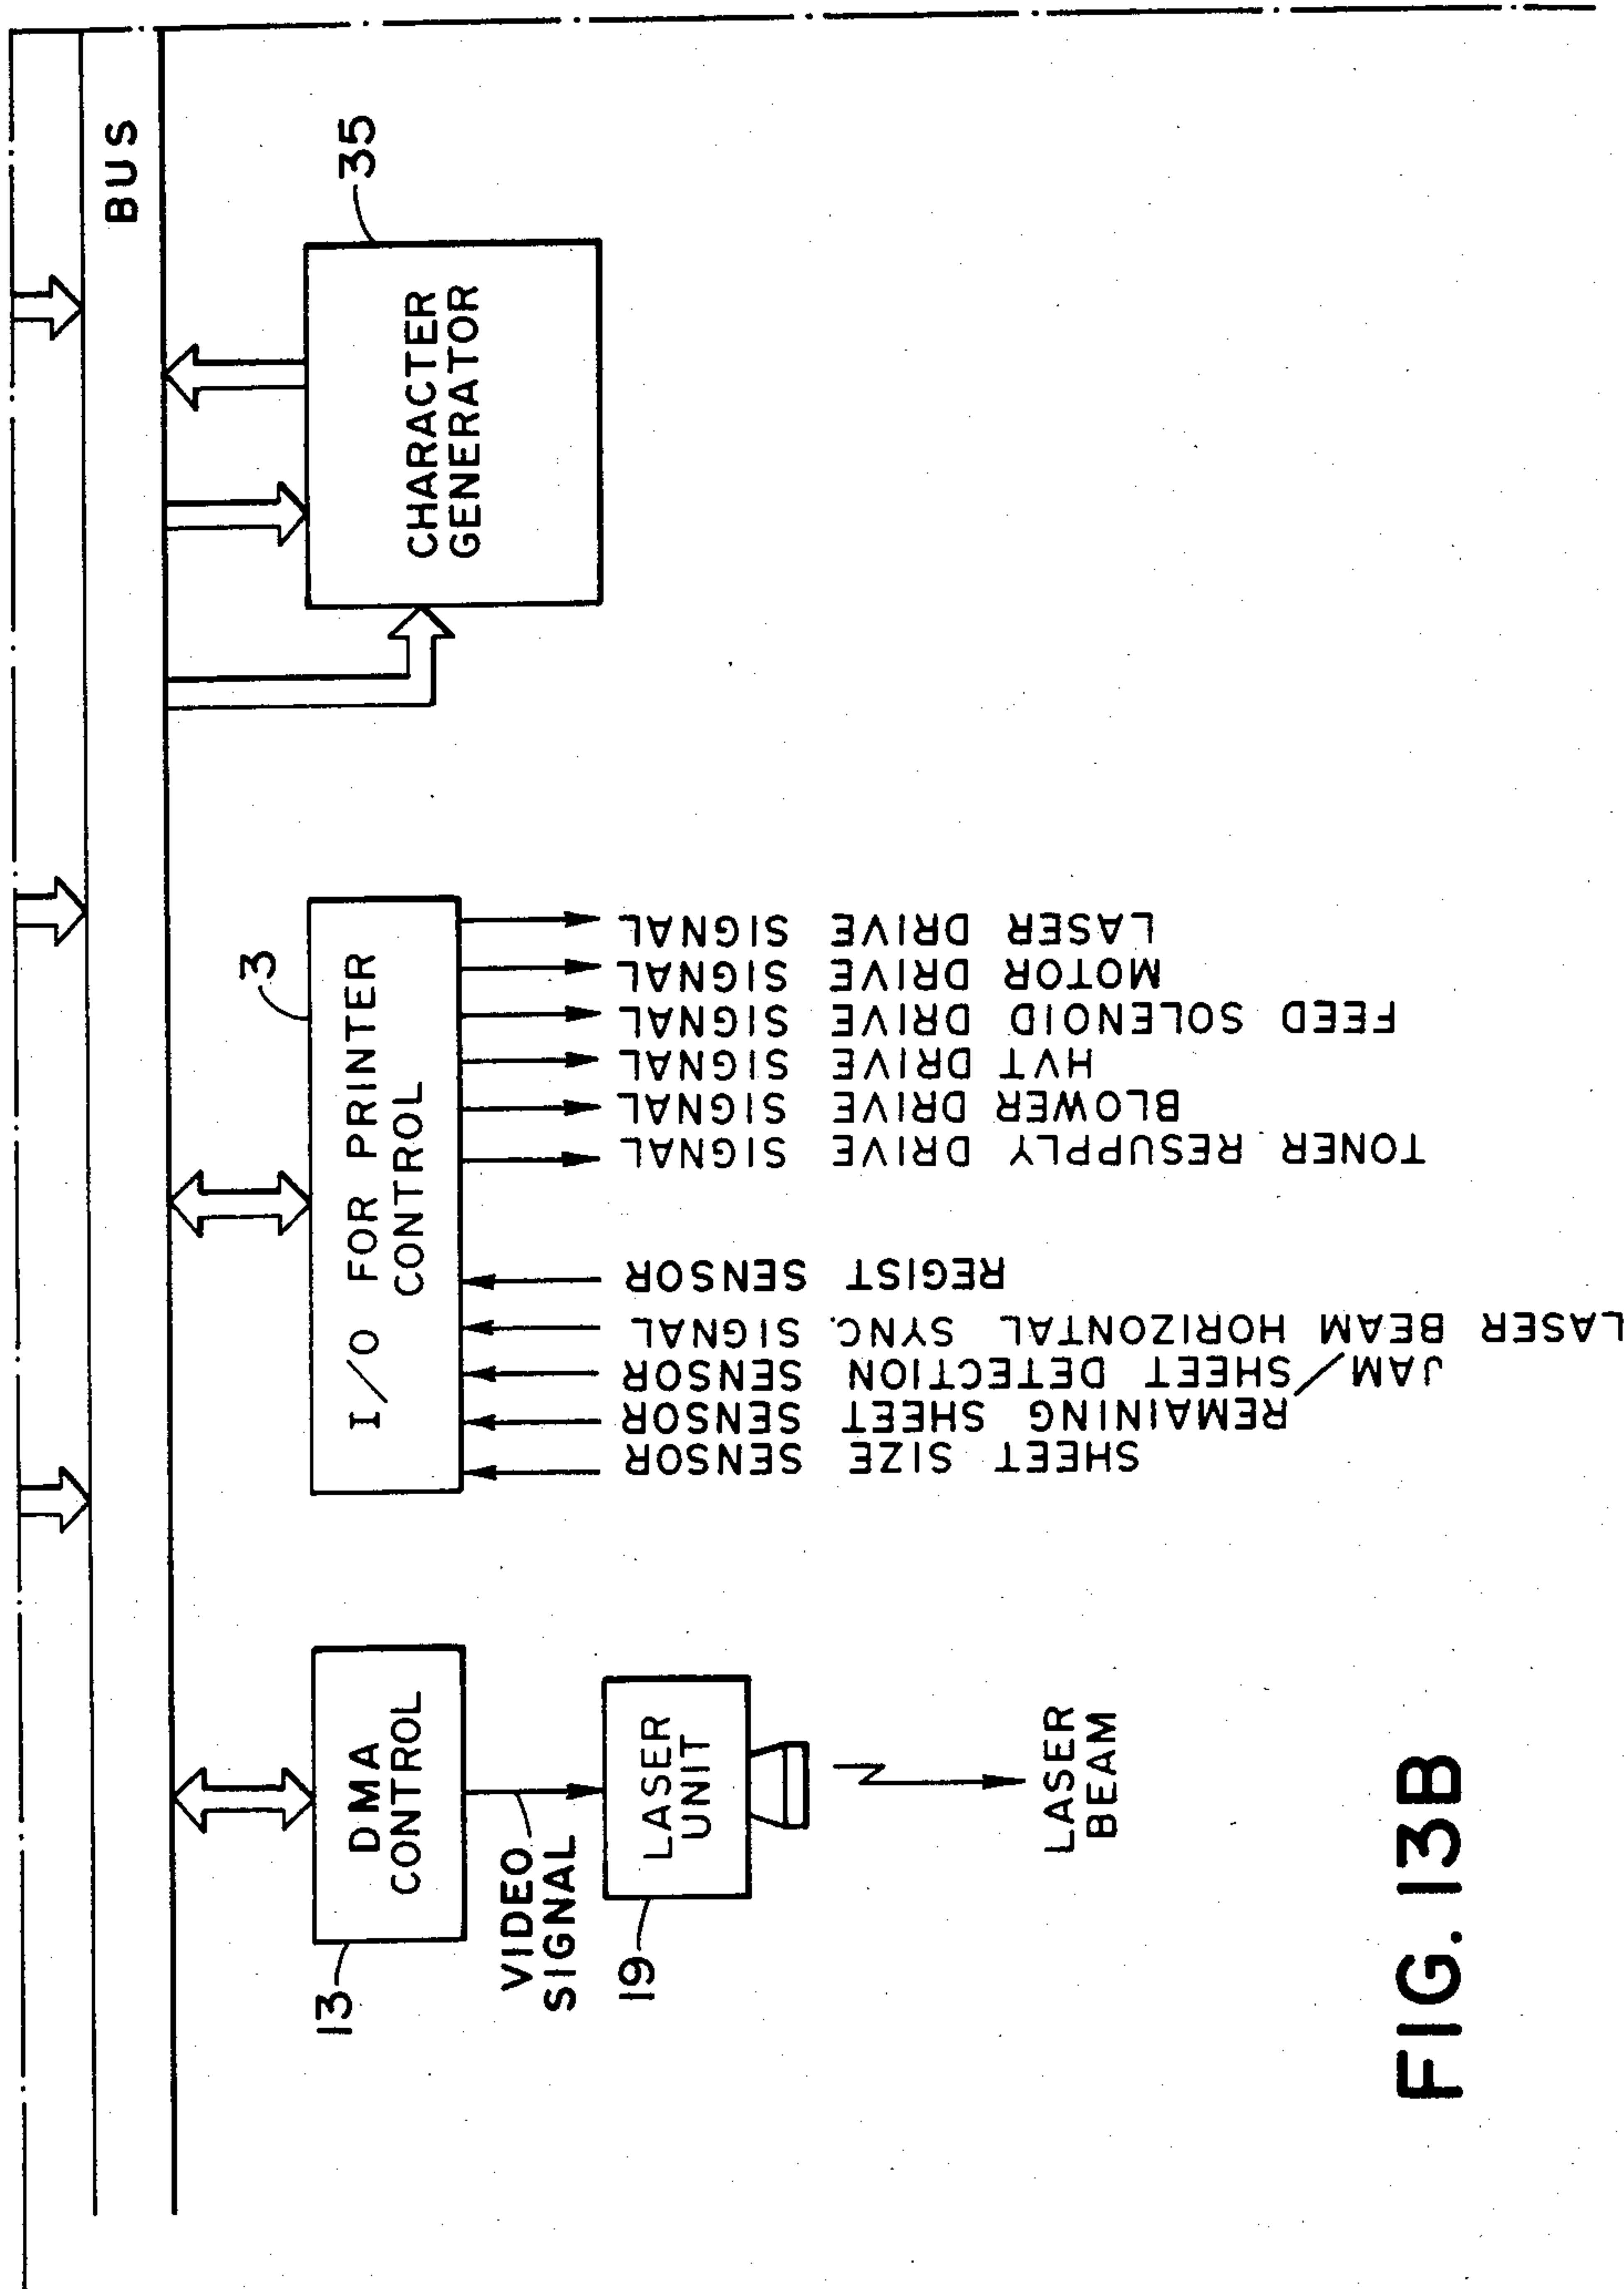 BUS
13
DMA
CONTROL
VIDEO
SIGNAL
19
LASER
UNIT
LASER
BEAM
3
I/O FOR PRINTER
CONTROL
SHEET SIZE SENSOR
REMAINING SHEET SENSOR
JAM/SHEET DETECTION SENSOR
LASER BEAM HORIZONTAL SYNC. SIGNAL
REGIST SENSOR
TONER RESUPPLY DRIVE SIGNAL
BLOWER DRIVE SIGNAL
HVT DRIVE SIGNAL
FEED SOLENOID DRIVE SIGNAL
MOTOR DRIVE SIGNAL
LASER DRIVE SIGNAL
35
CHARACTER
GENERATOR
FIG. 13B